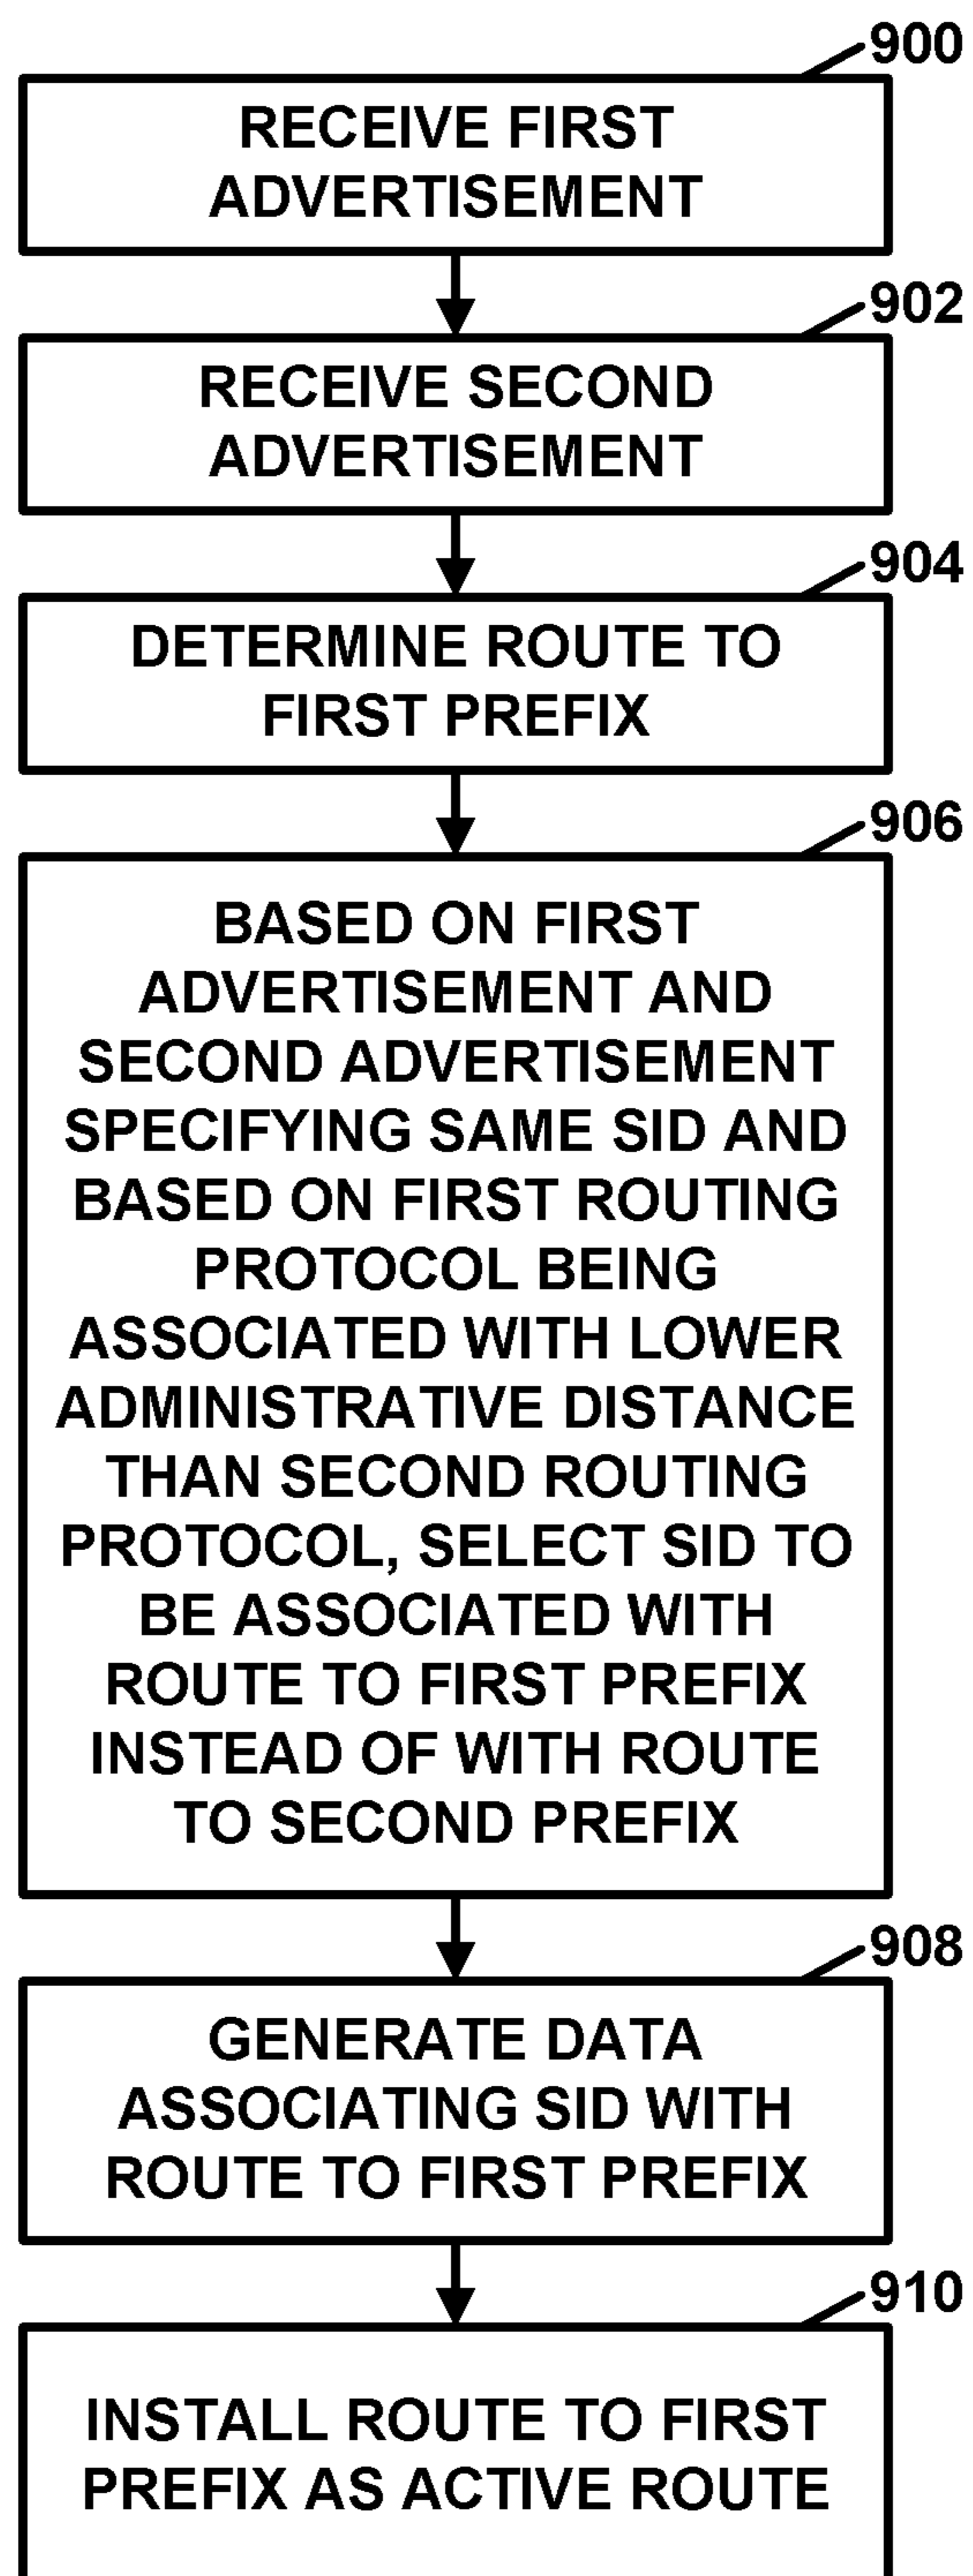 900
RECEIVE FIRST
ADVERTISEMENT
902
RECEIVE SECOND
ADVERTISEMENT
904
DETERMINE ROUTE TO
FIRST PREFIX
906
BASED ON FIRST
ADVERTISEMENT AND
SECOND ADVERTISEMENT
SPECIFYING SAME SID AND
BASED ON FIRST ROUTING
PROTOCOL BEING
ASSOCIATED WITH LOWER
ADMINISTRATIVE DISTANCE
THAN SECOND ROUTING
PROTOCOL, SELECT SID TO
BE ASSOCIATED WITH
ROUTE TO FIRST PREFIX
INSTEAD OF WITH ROUTE
TO SECOND PREFIX
908
GENERATE DATA
ASSOCIATING SID WITH
ROUTE TO FIRST PREFIX
910
INSTALL ROUTE TO FIRST
PREFIX AS ACTIVE ROUTE